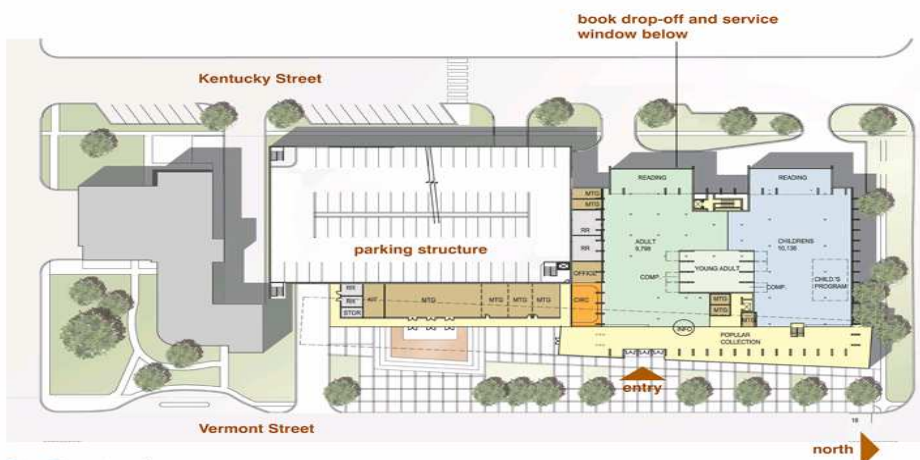 book drop-off and service
window below
Kentucky Street
READING
READING
MTG
MTG
RR
RR
ADULT
CHILDRENS
10,136
parking structure
YOUNG ADULT
OFFICE
COMP.
COMP.
CHILD.'S
PROGRAM
RR
RR
STOR
MTG
MTG
MTG
MTG
CIRC
MTG
MTG
MTG
INFO
POPULAR
COLLECTION
entry
Vermont Street
north